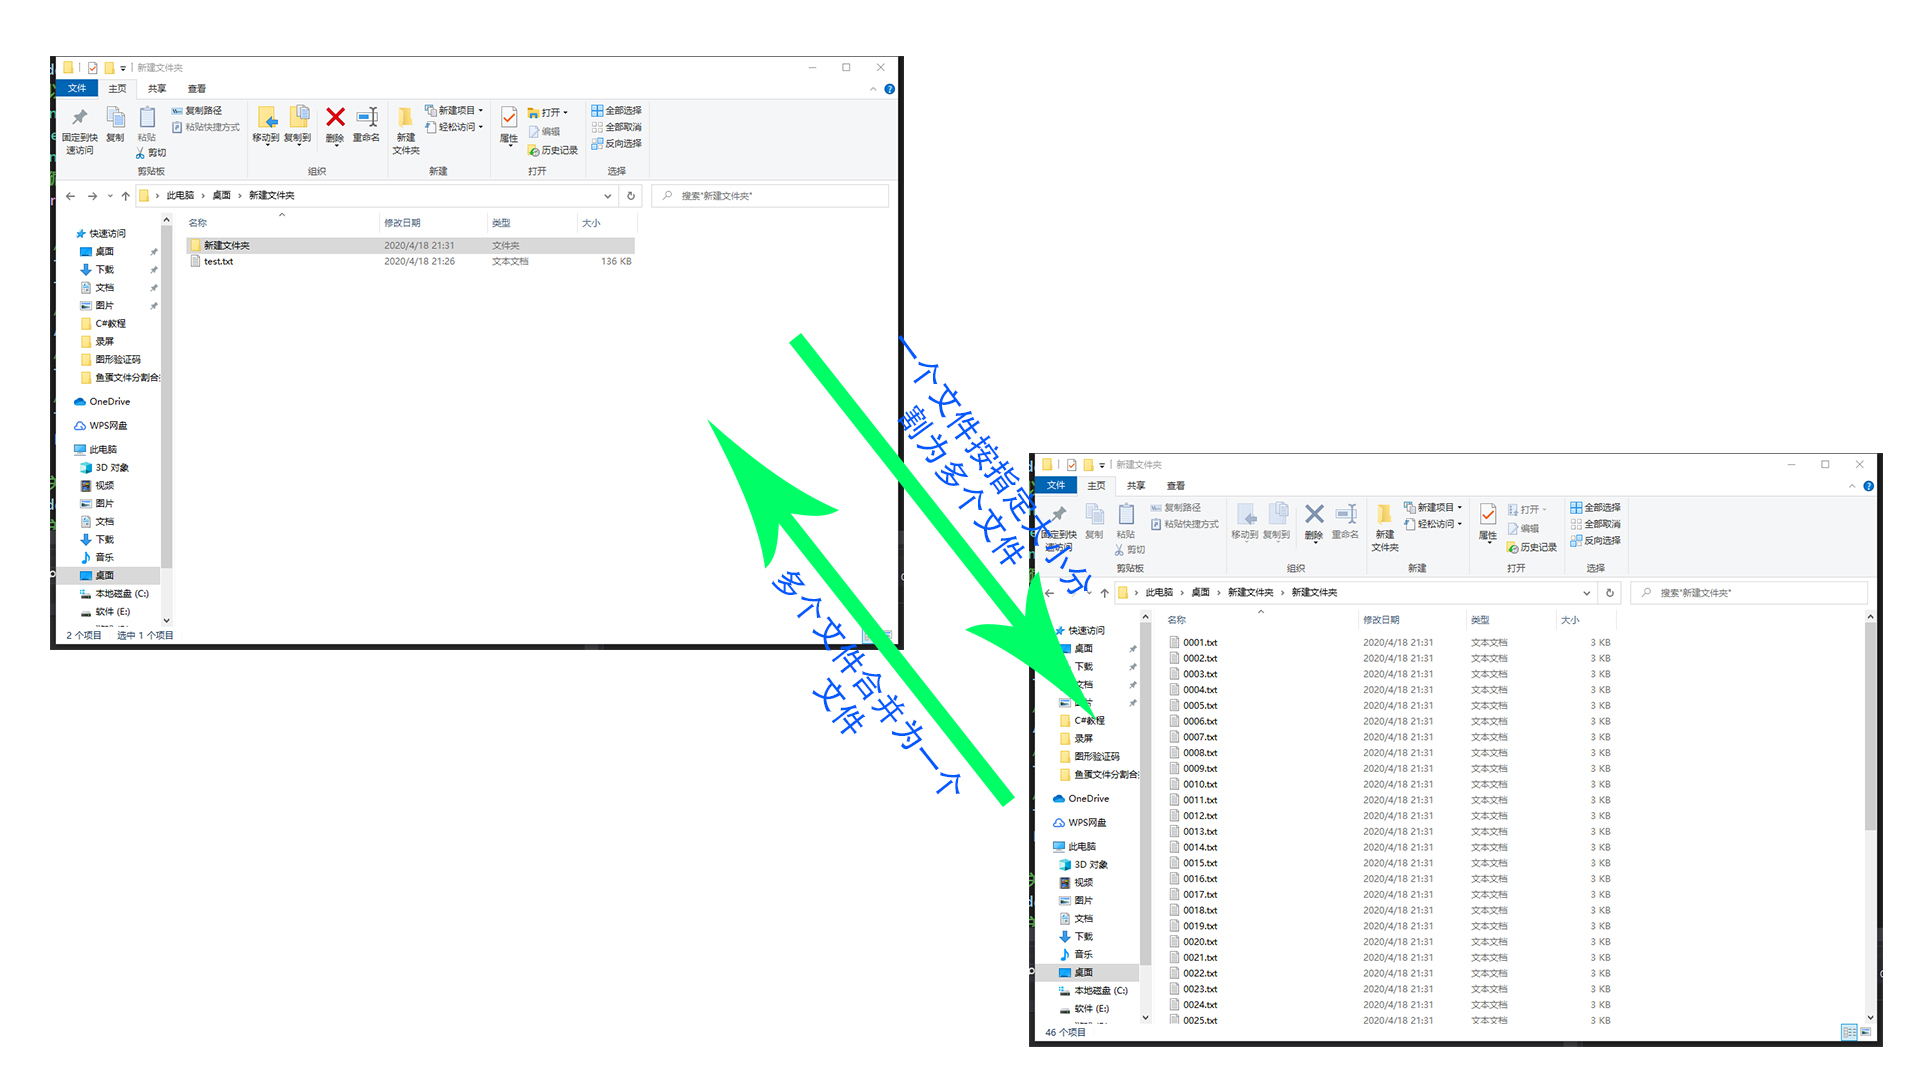 新建文件夹
文件 主页 共享 查看
固定到快速访问
复制
粘贴
复制路径
粘贴快捷方式
剪切
移动到
复制到
删除
重命名
新建文件夹
新建项目
轻松访问
属性
打开
编辑
历史记录
全部选择
全部取消
反向选择
剪贴板 组织 新建 打开 选择
此电脑 › 桌面 › 新建文件夹
搜索"新建文件夹"
名称 修改日期 类型 大小
新建文件夹 2020/4/18 21:31 文件夹
test.txt 2020/4/18 21:26 文本文档 136 KB
快速访问
桌面
下载
文档
图片
C#教程
录屏
图形验证码
鱼蛋文件分割合
OneDrive
WPS网盘
此电脑
3D 对象
视频
图片
文档
下载
音乐
桌面
本地磁盘 (C:)
软件 (E:)
2 个项目 选中 1 个项目
一个文件按指定大小分
割为多个文件
多个文件合并为一个
文件
新建文件夹
文件 主页 共享 查看
固定到快速访问
复制
粘贴
复制路径
粘贴快捷方式
剪切
移动到
复制到
删除
重命名
新建文件夹
新建项目
轻松访问
属性
打开
编辑
历史记录
全部选择
全部取消
反向选择
剪贴板 组织 新建 打开 选择
此电脑 › 桌面 › 新建文件夹 › 新建文件夹
搜索"新建文件夹"
名称 修改日期 类型 大小
0001.txt 2020/4/18 21:31 文本文档 3 KB
0002.txt 2020/4/18 21:31 文本文档 3 KB
0003.txt 2020/4/18 21:31 文本文档 3 KB
0004.txt 2020/4/18 21:31 文本文档 3 KB
0005.txt 2020/4/18 21:31 文本文档 3 KB
0006.txt 2020/4/18 21:31 文本文档 3 KB
0007.txt 2020/4/18 21:31 文本文档 3 KB
0008.txt 2020/4/18 21:31 文本文档 3 KB
0009.txt 2020/4/18 21:31 文本文档 3 KB
0010.txt 2020/4/18 21:31 文本文档 3 KB
0011.txt 2020/4/18 21:31 文本文档 3 KB
0012.txt 2020/4/18 21:31 文本文档 3 KB
0013.txt 2020/4/18 21:31 文本文档 3 KB
0014.txt 2020/4/18 21:31 文本文档 3 KB
0015.txt 2020/4/18 21:31 文本文档 3 KB
0016.txt 2020/4/18 21:31 文本文档 3 KB
0017.txt 2020/4/18 21:31 文本文档 3 KB
0018.txt 2020/4/18 21:31 文本文档 3 KB
0019.txt 2020/4/18 21:31 文本文档 3 KB
0020.txt 2020/4/18 21:31 文本文档 3 KB
0021.txt 2020/4/18 21:31 文本文档 3 KB
0022.txt 2020/4/18 21:31 文本文档 3 KB
0023.txt 2020/4/18 21:31 文本文档 3 KB
0024.txt 2020/4/18 21:31 文本文档 3 KB
0025.txt 2020/4/18 21:31 文本文档 3 KB
快速访问
桌面
下载
文档
C#教程
录屏
图形验证码
鱼蛋文件分割合
OneDrive
WPS网盘
此电脑
3D 对象
视频
图片
文档
下载
音乐
桌面
本地磁盘 (C:)
软件 (E:)
46 个项目